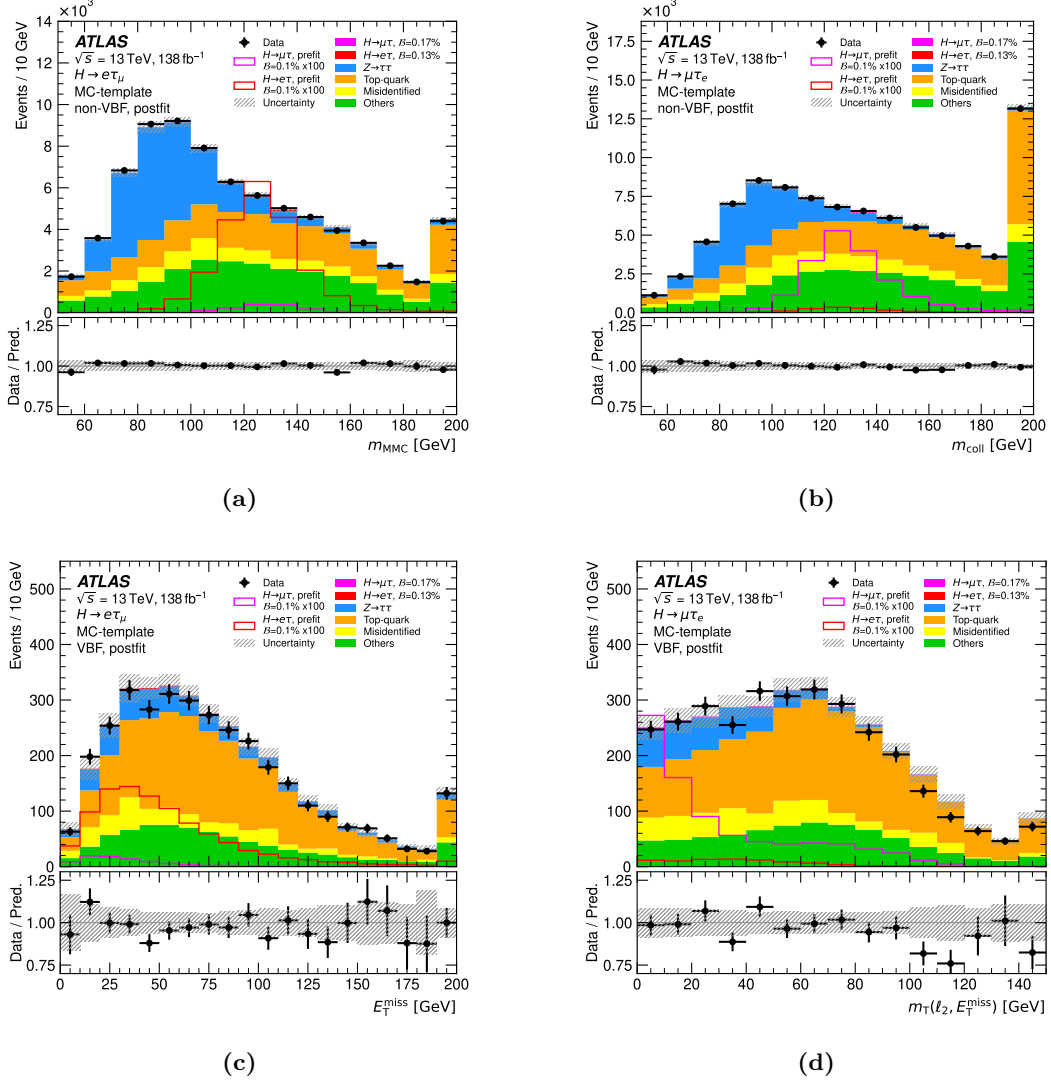 ×10³
Events / 10 GeV
14
12
10
8
6
4
2
0
ATLAS
√s = 13 TeV, 138 fb⁻¹
H → eτμ
MC-template
non-VBF, postfit
Data
H→μτ, prefit
ℬ=0.1% x100
H→eτ, prefit
ℬ=0.1% x100
Uncertainty
H→μτ, ℬ=0.17%
H→eτ, ℬ=0.13%
Z→ττ
Top-quark
Misidentified
Others
Data / Pred.
1.25
1.00
0.75
60 80 100 120 140 160 180 200
m_MMC [GeV]
(a)
×10³
Events / 10 GeV
17.5
15.0
12.5
10.0
7.5
5.0
2.5
0.0
ATLAS
√s = 13 TeV, 138 fb⁻¹
H → μτe
MC-template
non-VBF, postfit
Data
H→μτ, prefit
ℬ=0.1% x100
H→eτ, prefit
ℬ=0.1% x100
Uncertainty
H→μτ, ℬ=0.17%
H→eτ, ℬ=0.13%
Z→ττ
Top-quark
Misidentified
Others
Data / Pred.
1.25
1.00
0.75
60 80 100 120 140 160 180 200
m_coll [GeV]
(b)
Events / 10 GeV
500
400
300
200
100
0
ATLAS
√s = 13 TeV, 138 fb⁻¹
H → eτμ
MC-template
VBF, postfit
Data
H→μτ, prefit
ℬ=0.1% x100
H→eτ, prefit
ℬ=0.1% x100
Uncertainty
H→μτ, ℬ=0.17%
H→eτ, ℬ=0.13%
Z→ττ
Top-quark
Misidentified
Others
Data / Pred.
1.25
1.00
0.75
0 25 50 75 100 125 150 175 200
E_T^miss [GeV]
(c)
Events / 10 GeV
500
400
300
200
100
0
ATLAS
√s = 13 TeV, 138 fb⁻¹
H → μτe
MC-template
VBF, postfit
Data
H→μτ, prefit
ℬ=0.1% x100
H→eτ, prefit
ℬ=0.1% x100
Uncertainty
H→μτ, ℬ=0.17%
H→eτ, ℬ=0.13%
Z→ττ
Top-quark
Misidentified
Others
Data / Pred.
1.25
1.00
0.75
0 20 40 60 80 100 120 140
m_T(ℓ₂, E_T^miss) [GeV]
(d)